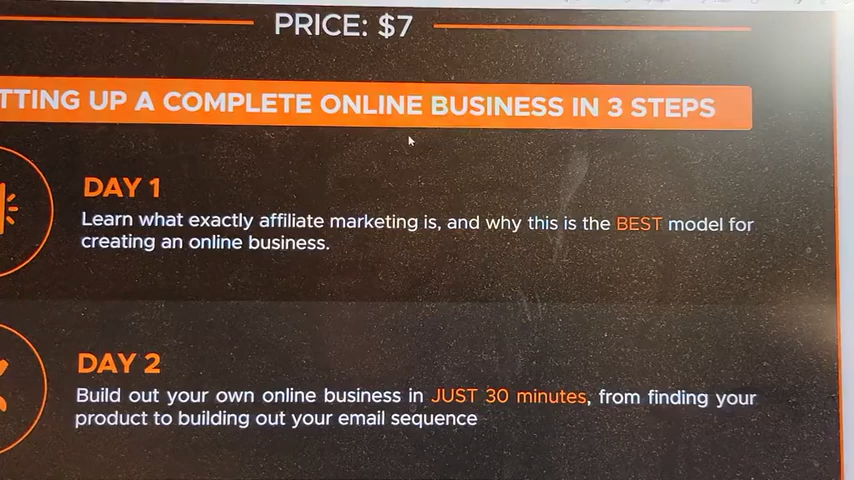 PRICE: $7
TTING UP A COMPLETE ONLINE BUSINESS IN 3 STEPS
DAY 1
Learn what exactly affiliate marketing is, and why this is the BEST model for
creating an online business.
DAY 2
Build out your own online business in JUST 30 minutes, from finding your
product to building out your email sequence